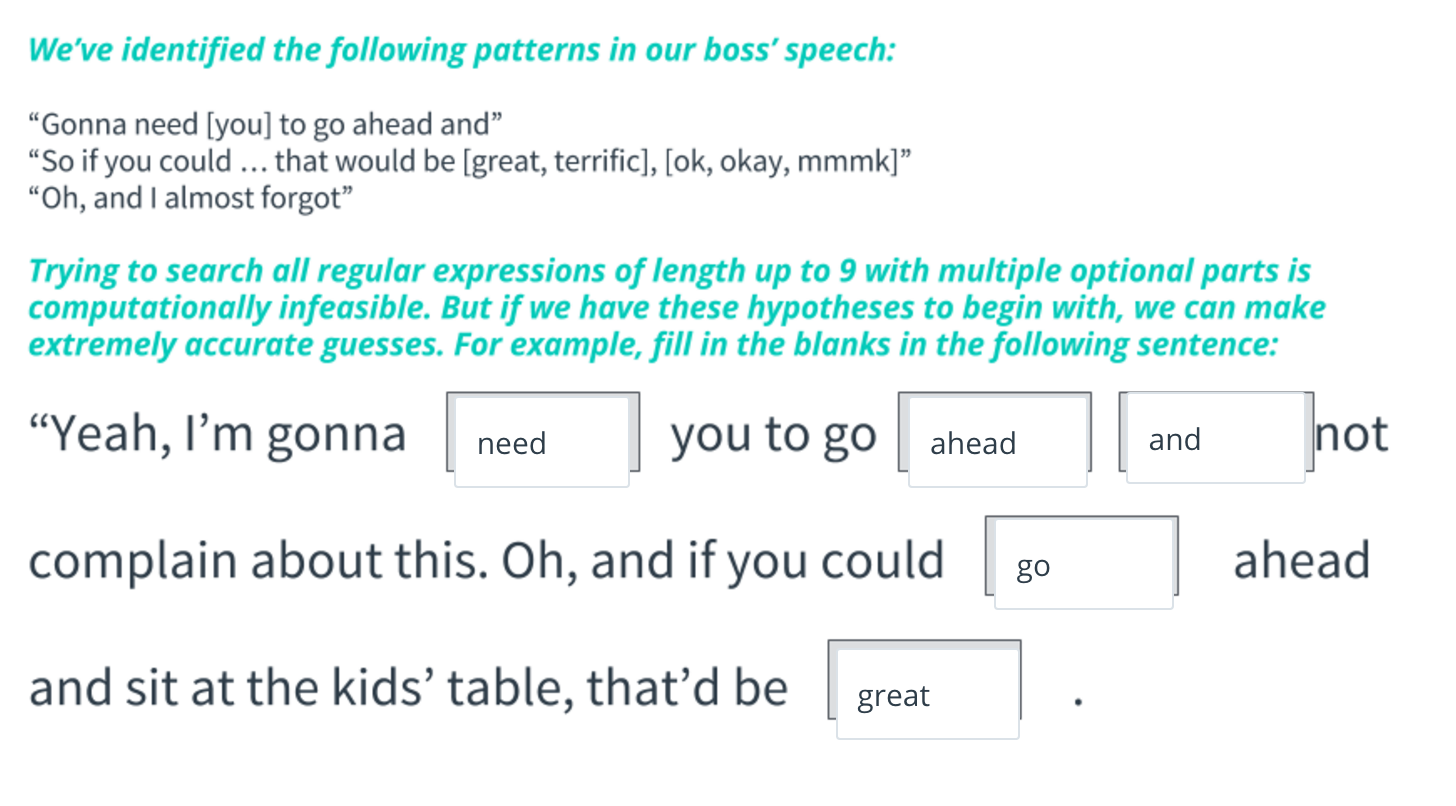 We’ve identified the following patterns in our boss’ speech:
“Gonna need [you] to go ahead and”
“So if you could … that would be [great, terrific], [ok, okay, mmmk]”
“Oh, and I almost forgot”
Trying to search all regular expressions of length up to 9 with multiple optional parts is
computationally infeasible. But if we have these hypotheses to begin with, we can make
extremely accurate guesses. For example, fill in the blanks in the following sentence:
“Yeah, I’m gonna need you to go ahead and not
complain about this. Oh, and if you could go ahead
and sit at the kids’ table, that’d be great .